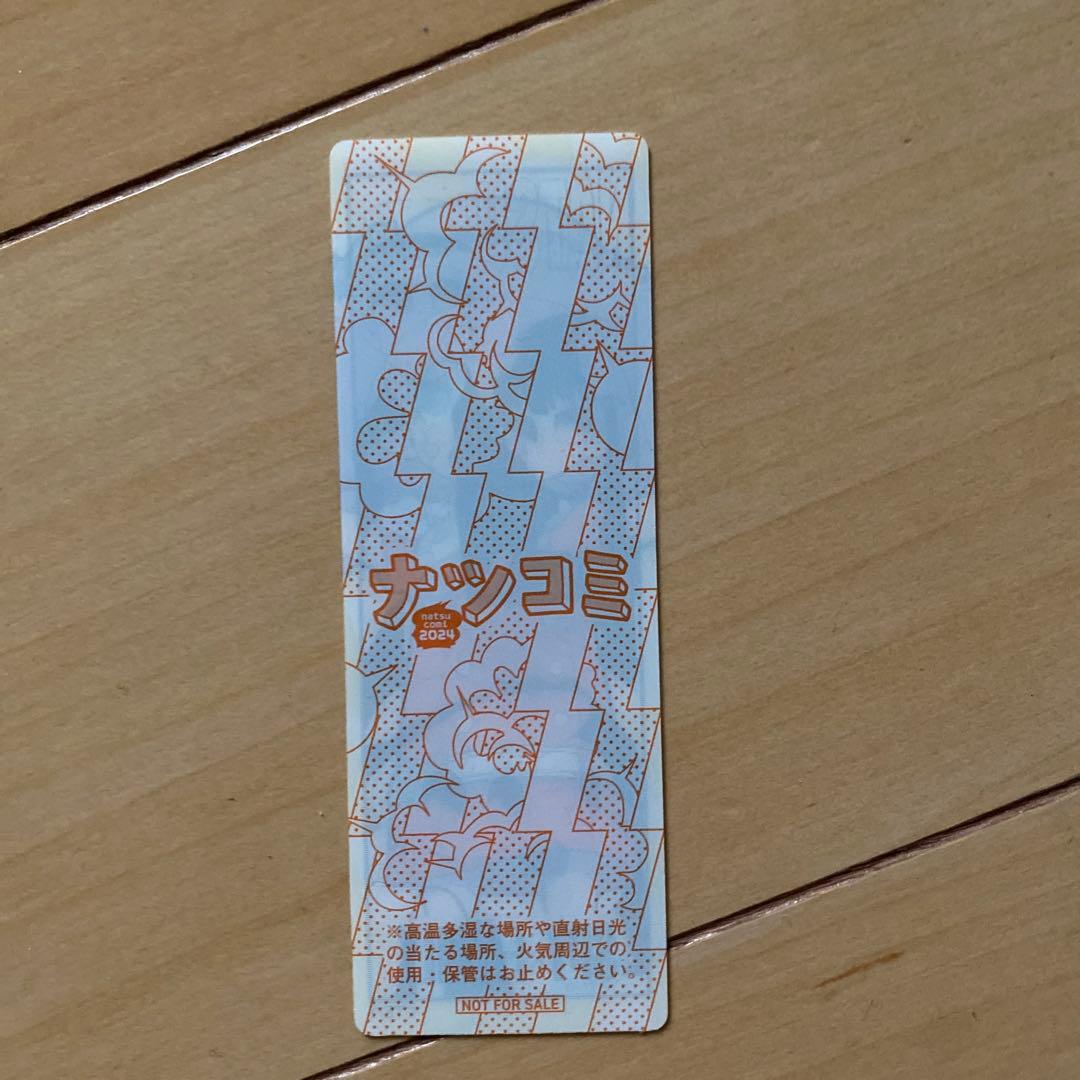 ナツコミ
natsu
comi
2024
※高温多湿な場所や直射日光
の当たる場所、火気周辺での
使用・保管はお止めください。
NOT FOR SALE